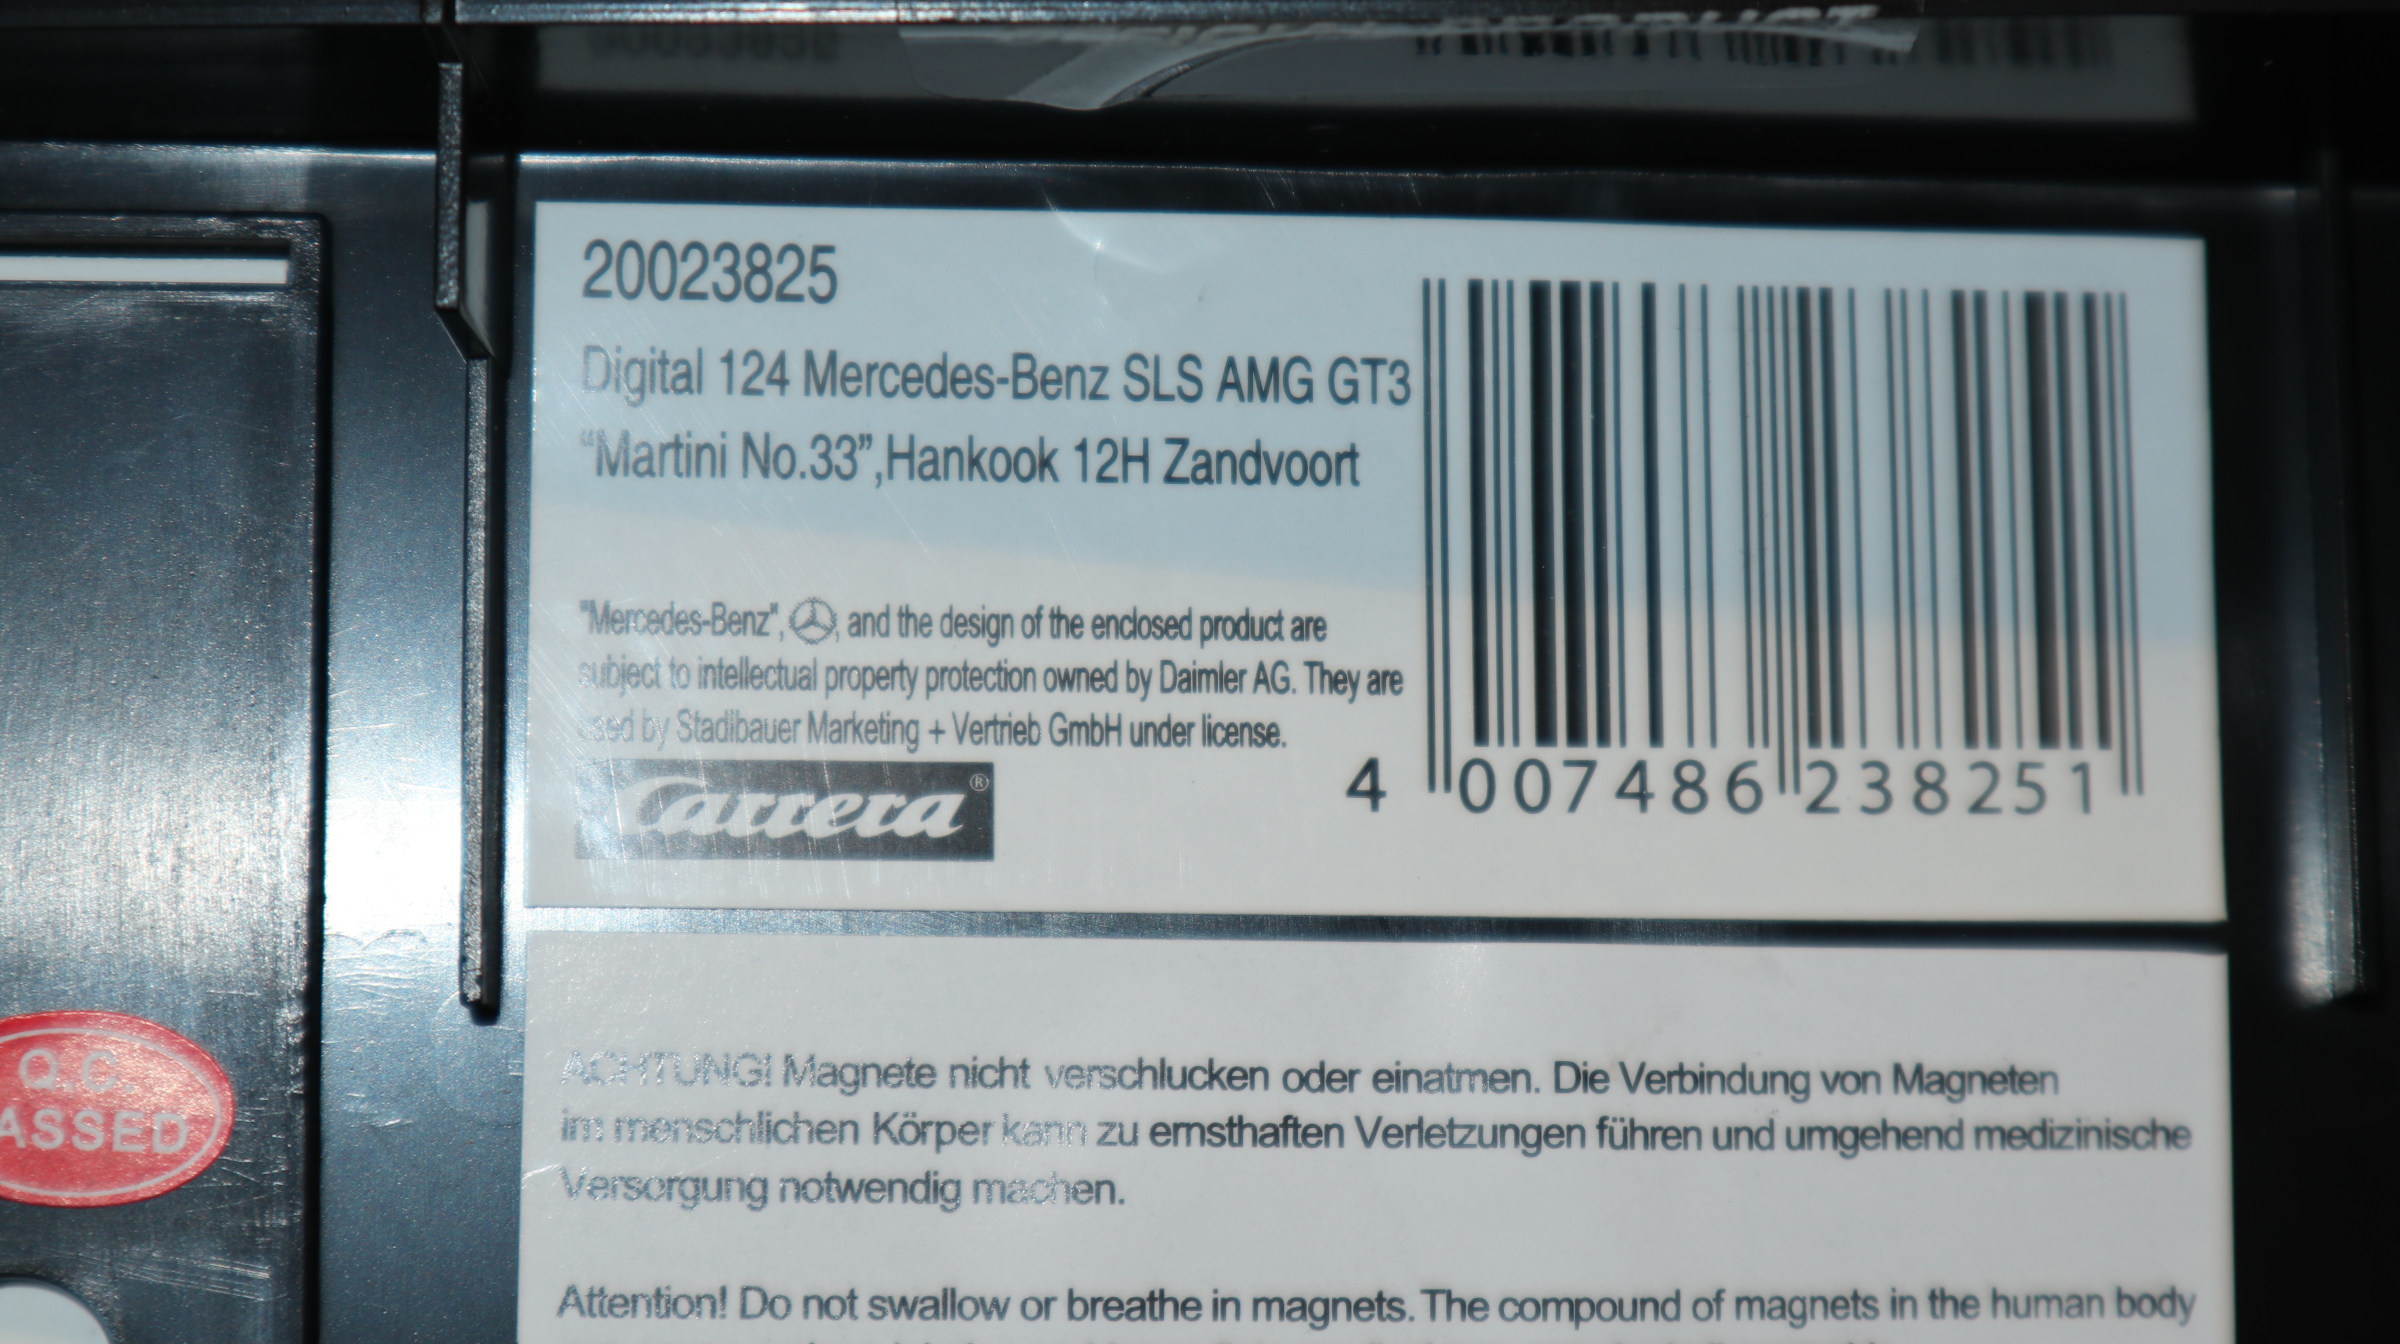 PRODUCT
20023825
Digital 124 Mercedes-Benz SLS AMG GT3
“Martini No.33”,Hankook 12H Zandvoort
"Mercedes-Benz", , and the design of the enclosed product are
subject to intellectual property protection owned by Daimler AG. They are
used by Stadlbauer Marketing + Vertrieb GmbH under license.
Carrera®
4 007486 238251
Q.C.
ASSED
ACHTUNG! Magnete nicht verschlucken oder einatmen. Die Verbindung von Magneten
im menschlichen Körper kann zu ernsthaften Verletzungen führen und umgehend medizinische
Versorgung notwendig machen.
Attention! Do not swallow or breathe in magnets. The compound of magnets in the human body